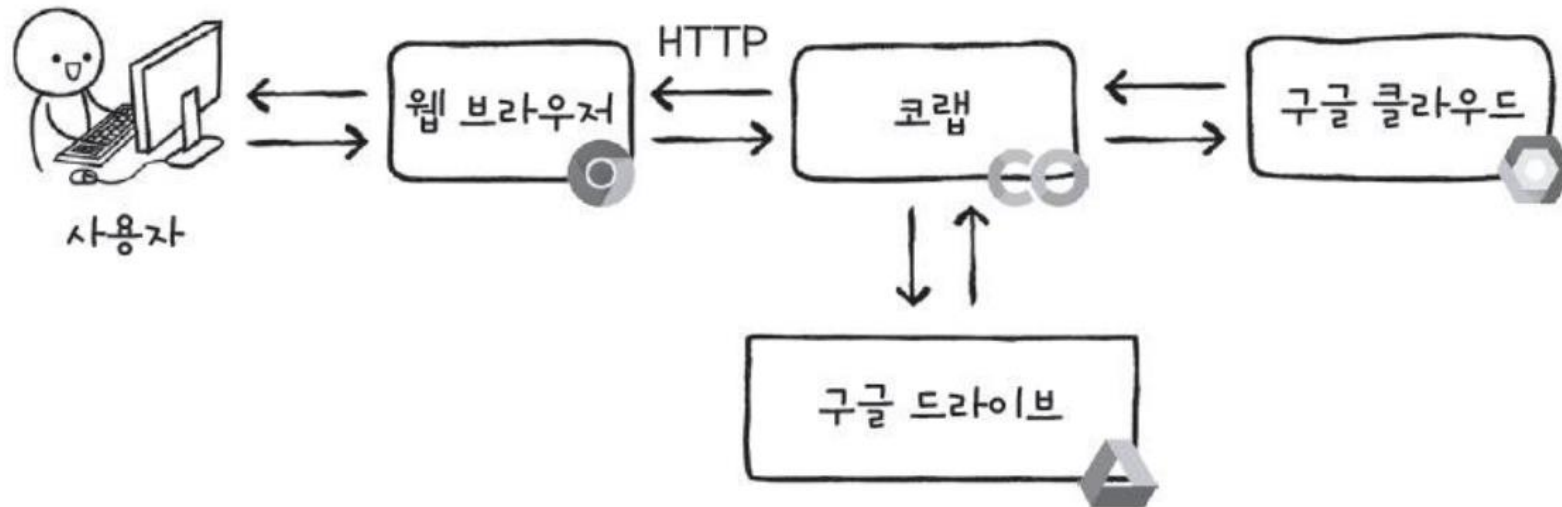 HTTP
웹 브라우저
코랩
구글 클라우드
사용자
구글 드라이브